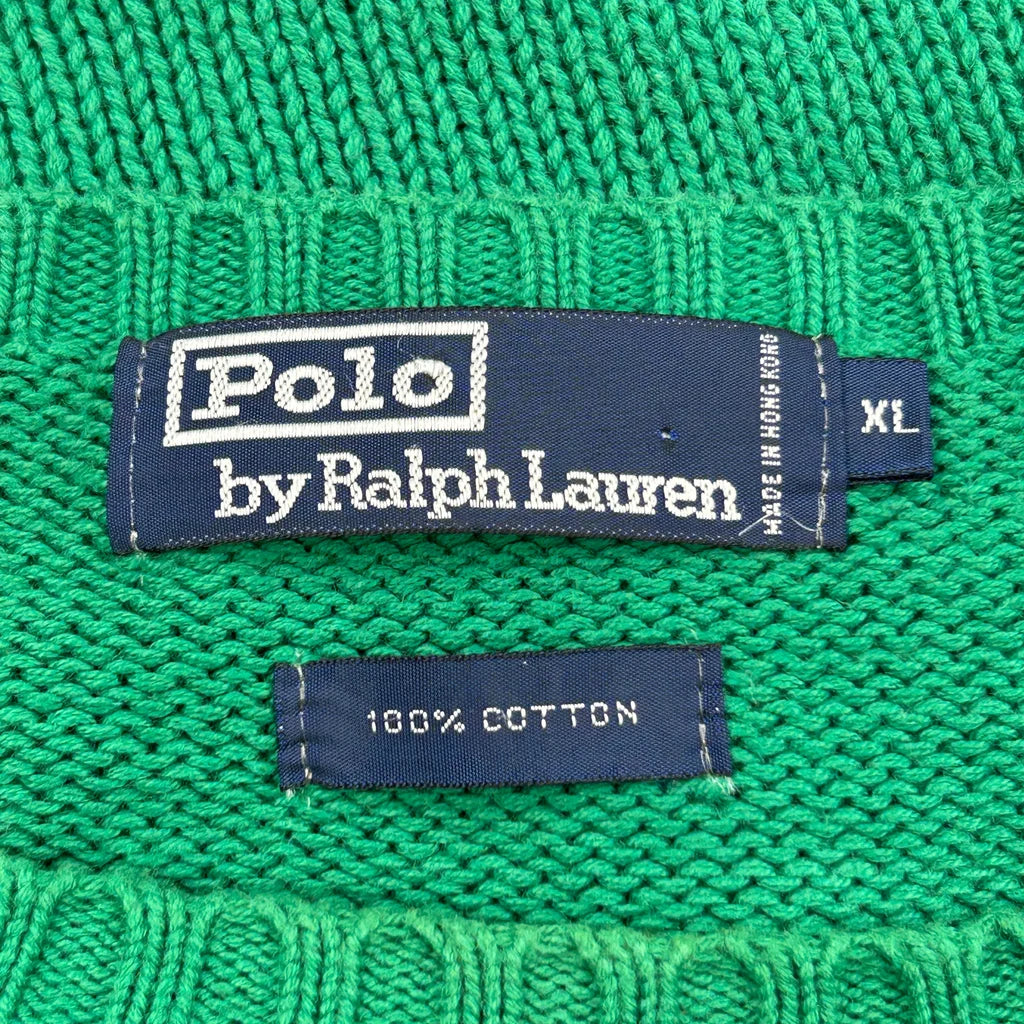 Polo
by Ralph Lauren
MADE IN HONG KONG
XL
100% COTTON